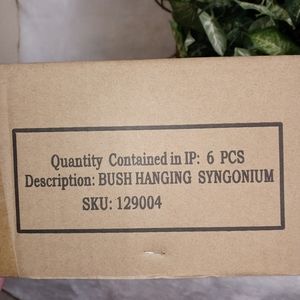 Quantity Contained in IP: 6 PCS
Description: BUSH HANGING SYNGONIUM
SKU: 129004